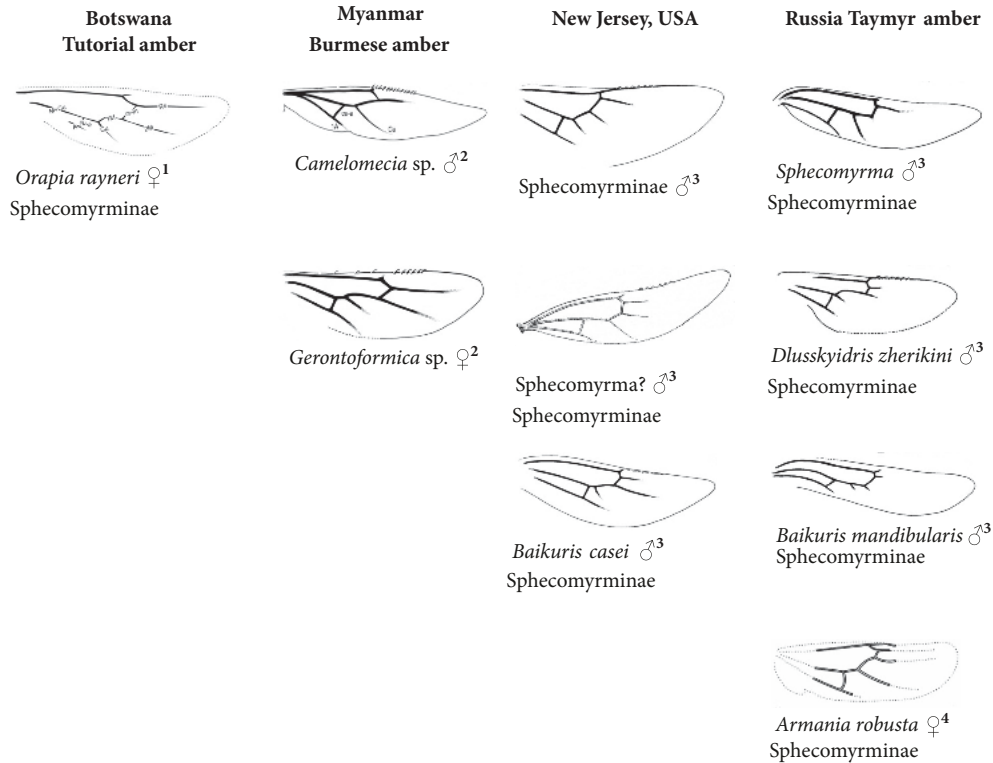 Botswana
Tutorial amber
Myanmar
Burmese amber
New Jersey, USA
Russia Taymyr amber
Orapia rayneri ♀1
Sphecomyrminae
Camelomecia sp. ♂2
Sphecomyrminae ♂3
Sphecomyrma ♂3
Sphecomyrminae
Gerontoformica sp. ♀2
Sphecomyrma? ♂3
Sphecomyrminae
Dlusskyidris zherikini ♂3
Sphecomyrminae
Baikuris casei ♂3
Sphecomyrminae
Baikuris mandibularis ♂3
Sphecomyrminae
Armania robusta ♀4
Sphecomyrminae